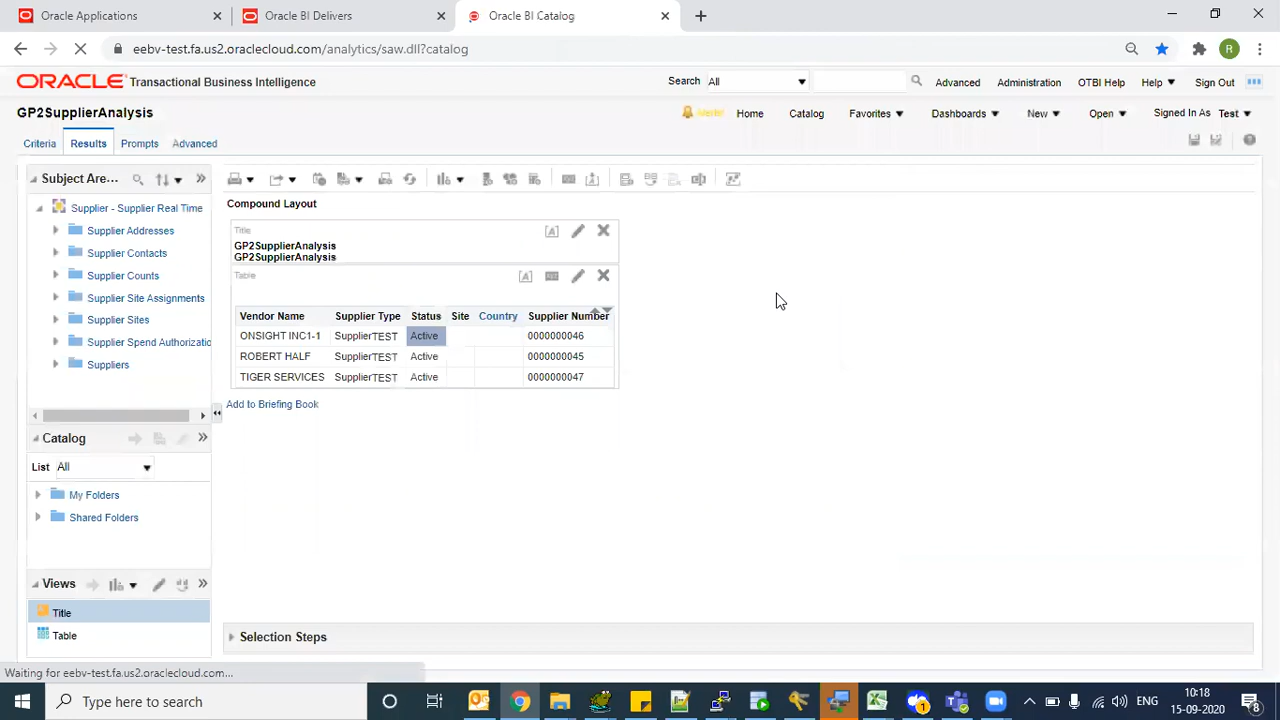 Oracle Applications
Oracle BI Delivers
Oracle BI Catalog
eebv-test.fa.us2.oraclecloud.com/analytics/saw.dll?catalog
R
ORACLE Transactional Business Intelligence
Search All
Advanced Administration OTBI Help Help Sign Out
GP2SupplierAnalysis
Home Catalog Favorites Dashboards New Open Signed In As Test
Criteria Results Prompts Advanced
Subject Are...
Supplier - Supplier Real Time
Supplier Addresses
Supplier Contacts
Supplier Counts
Supplier Site Assignments
Supplier Sites
Supplier Spend Authorizatio
Suppliers
Catalog
List All
My Folders
Shared Folders
Views
Title
Table
Compound Layout
Title
GP2SupplierAnalysis
GP2SupplierAnalysis
Table
Vendor Name Supplier Type Status Site Country Supplier Number
ONSIGHT INC1-1 SupplierTEST Active 0000000046
ROBERT HALF SupplierTEST Active 0000000045
TIGER SERVICES SupplierTEST Active 0000000047
Add to Briefing Book
Selection Steps
Waiting for eebv-test.fa.us2.oraclecloud.com...
Type here to search
ENG
10:18
15-09-2020
8